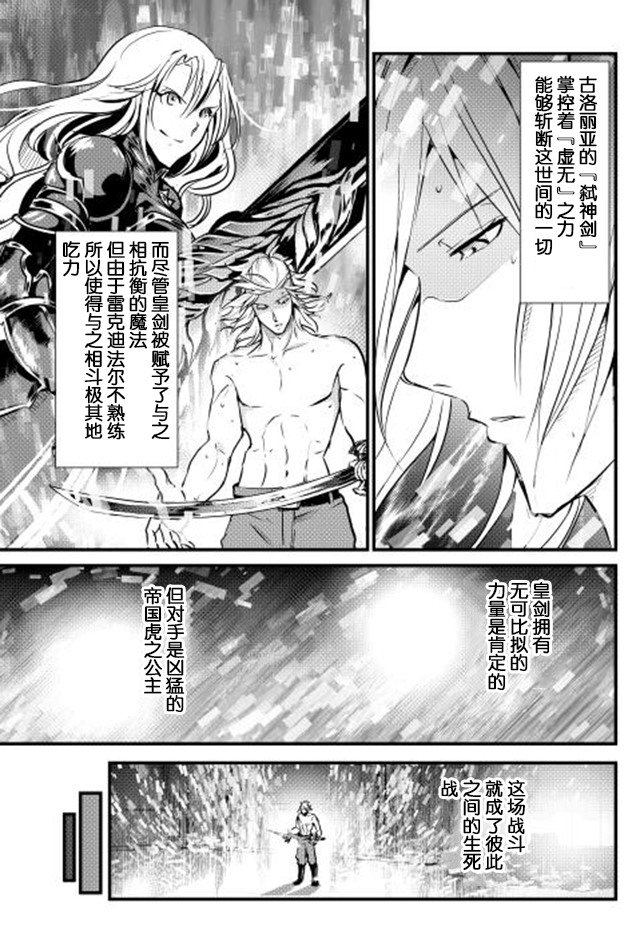 古洛丽亚的『弑神剑』
掌控着『虚无』之力
能够斩断这世间的一切
而尽管皇剑被赋予了与之
相抗衡的魔法
但由于雷克迪法尔不熟练
所以使得与之相斗极其地
吃力
皇剑拥有
无可比拟的
力量是肯定的
但对手是凶猛的
帝国虎之公主
这场战斗
就成了彼此
之间的生死
战